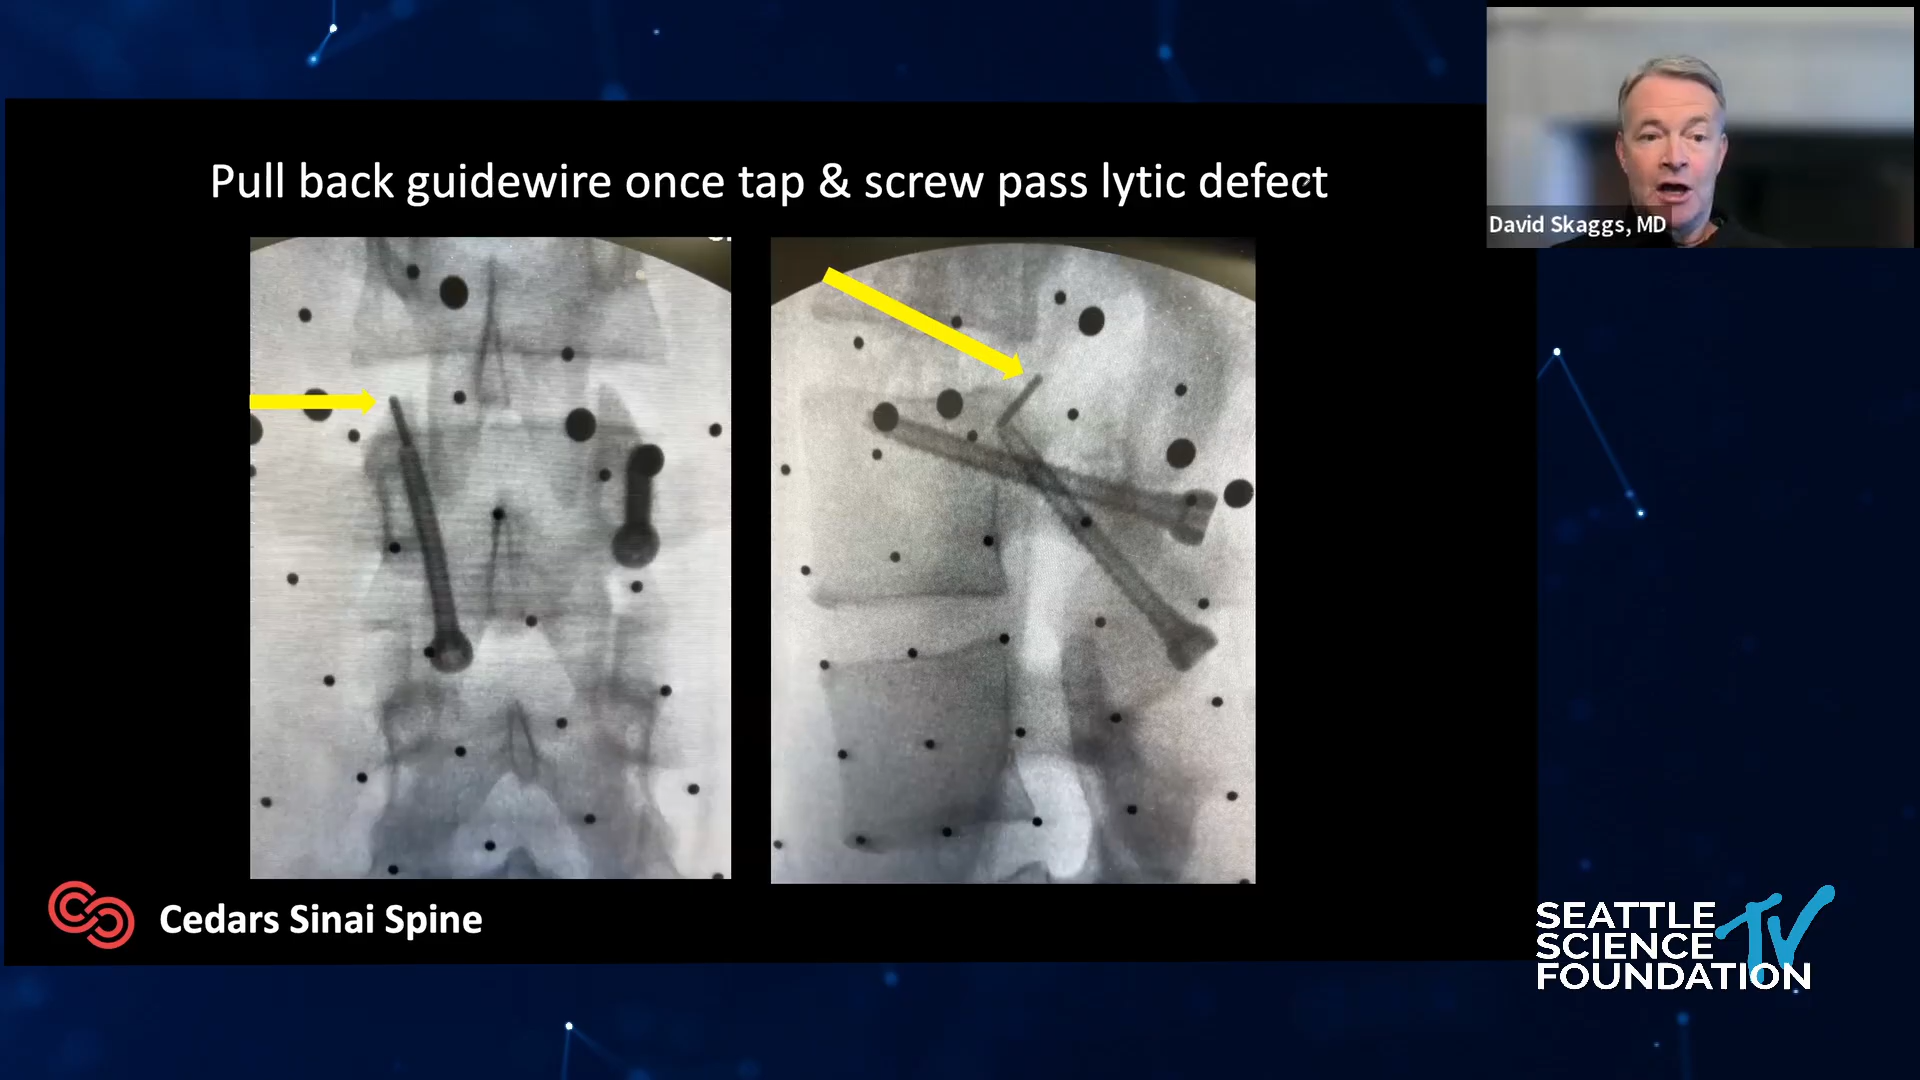 Pull back guidewire once tap & screw pass lytic defect
David Skaggs, MD
Cedars Sinai Spine
SEATTLE
SCIENCE
FOUNDATION
TV